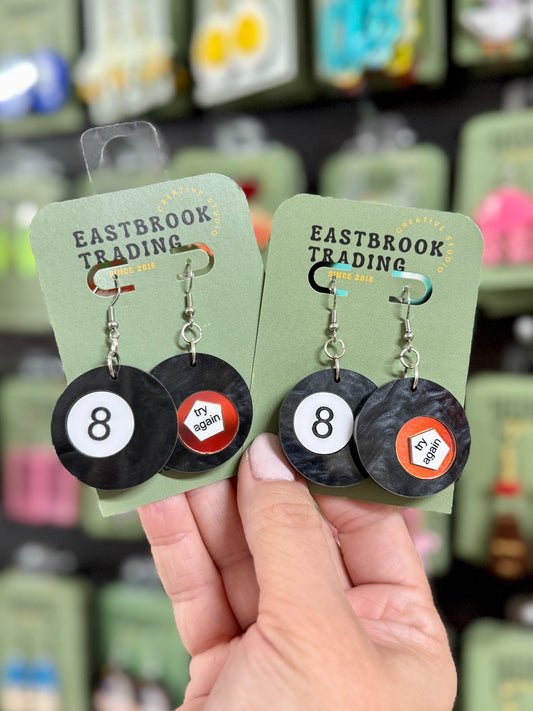 EASTBROOK
TRADING
CREATIVE STUDIO
SINCE 2016
8
try
again
EASTBROOK
TRADING
CREATIVE STUDIO
SINCE 2016
8
try
again